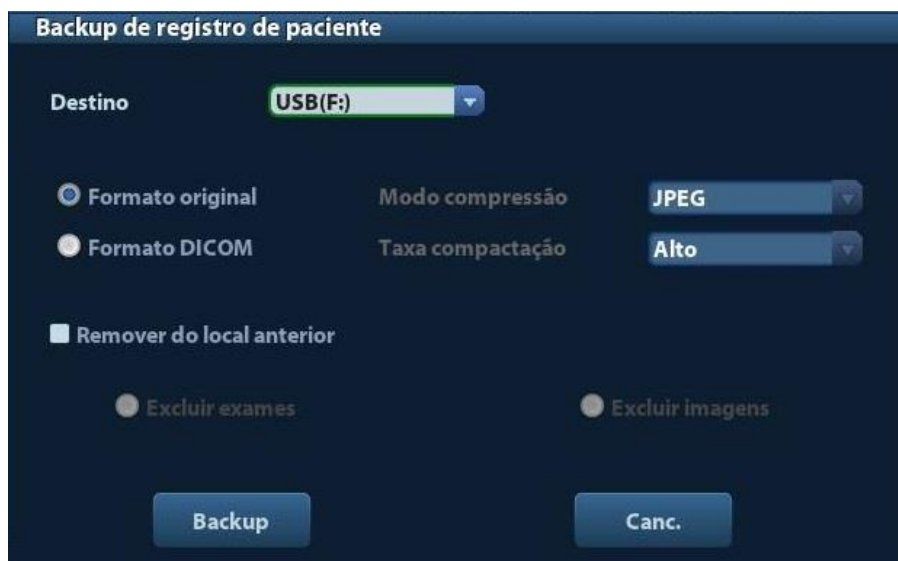 Backup de registro de paciente
Destino USB(F:)
Formato original Modo compressão JPEG
Formato DICOM Taxa compactação Alto
Remover do local anterior
Excluir exames Excluir imagens
Backup Canc.